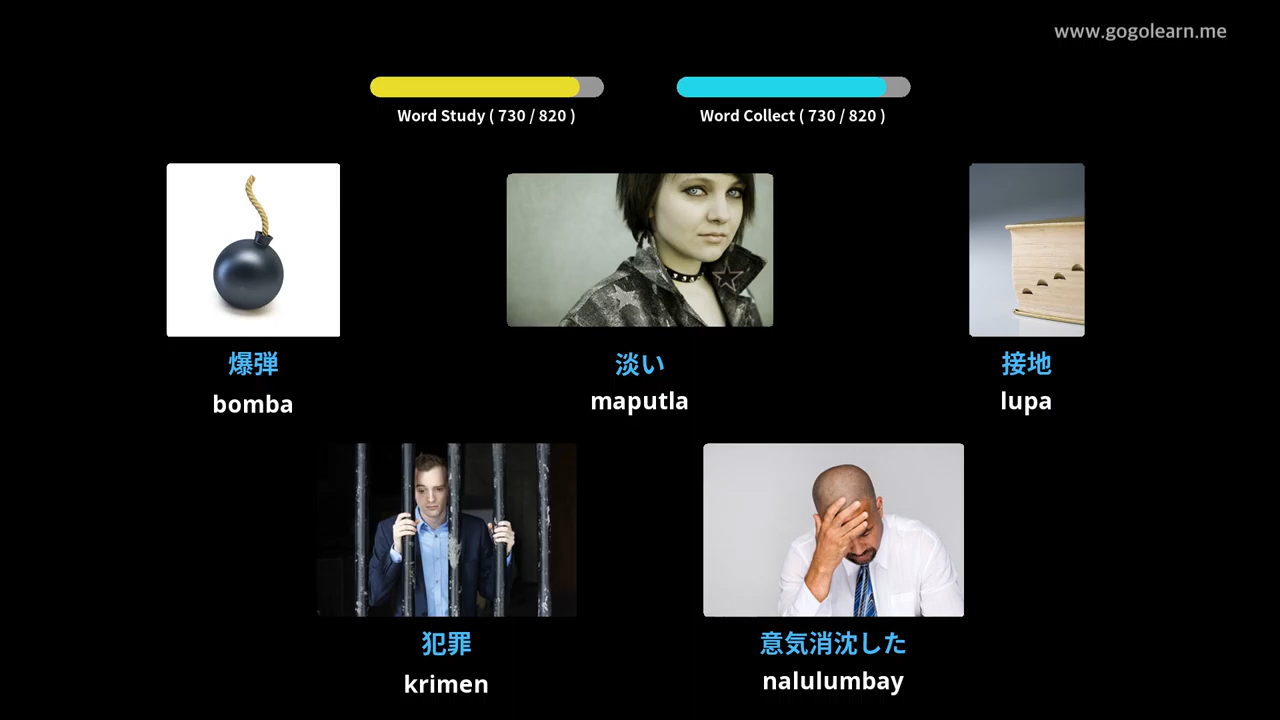 www.gogolearn.me
Word Study ( 730 / 820 )
Word Collect ( 730 / 820 )
爆弾
bomba
淡い
maputla
接地
lupa
犯罪
krimen
意気消沈した
nalulumbay